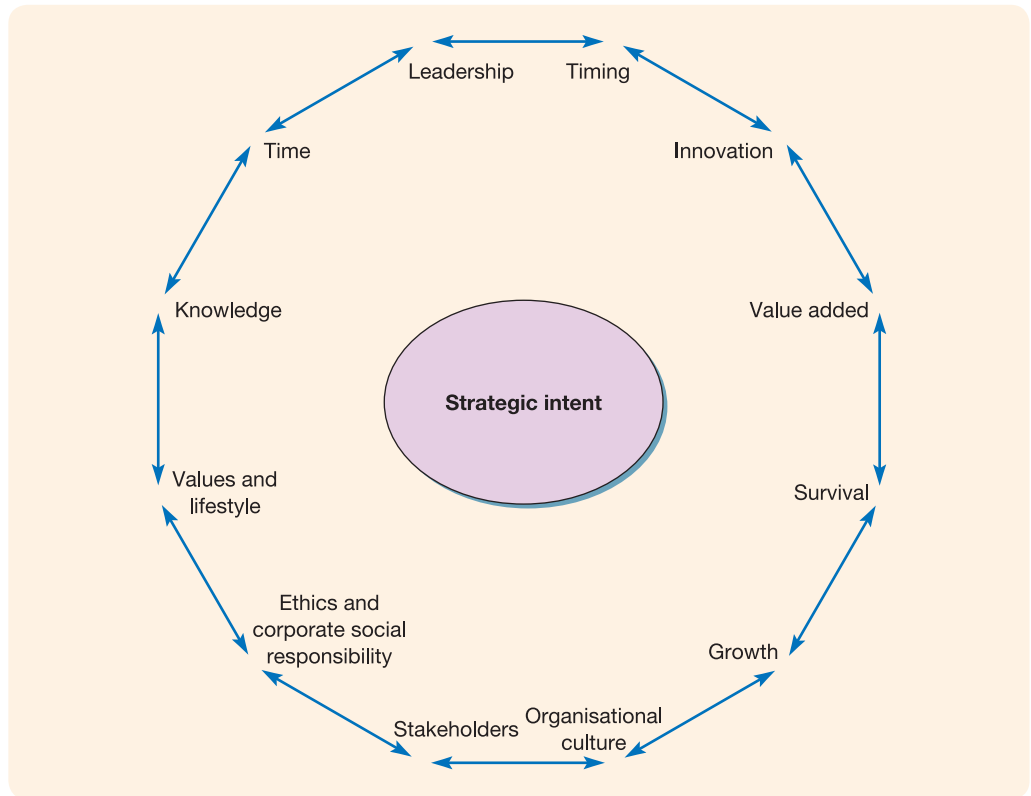 Leadership
Timing
Time
Innovation
Knowledge
Value added
Strategic intent
Values and
lifestyle
Survival
Ethics and
corporate social
responsibility
Growth
Stakeholders
Organisational
culture